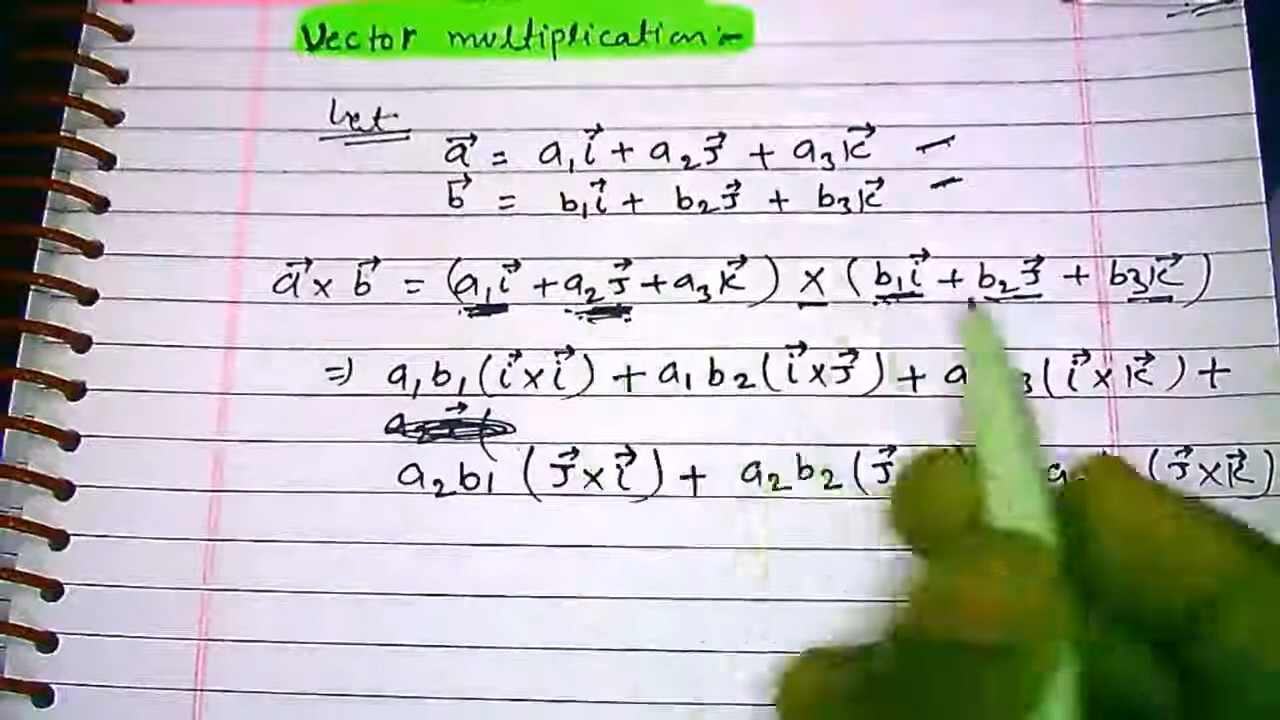 Vector multiplication:-
Let
a⃗ = a₁i⃗ + a₂j⃗ + a₃k⃗
b⃗ = b₁i⃗ + b₂j⃗ + b₃k⃗
a⃗ × b⃗ = (a₁i⃗ + a₂j⃗ + a₃k⃗) × (b₁i⃗ + b₂j⃗ + b₃k⃗)
⇒ a₁b₁(i⃗×i⃗) + a₁b₂(i⃗×j⃗) + a ₃(i⃗×k⃗) +
a₂b₁(j⃗×i⃗) + a₂b₂(j⃗ a (j⃗×k⃗)